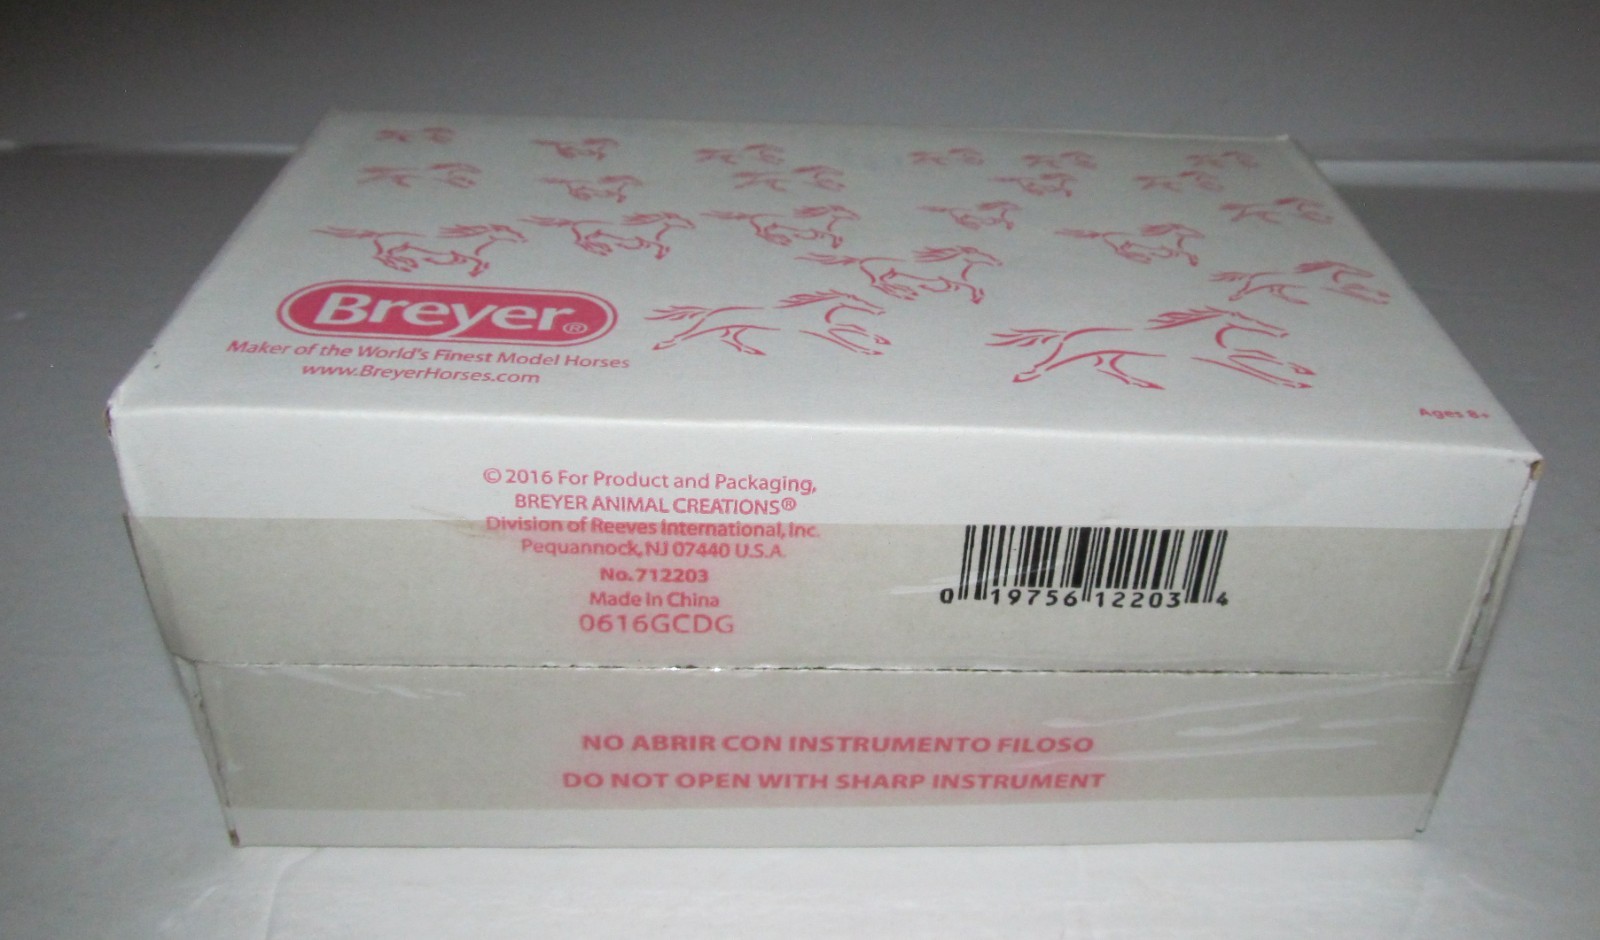 Breyer®
Maker of the World's Finest Model Horses
www.BreyerHorses.com
Ages 8+
© 2016 For Product and Packaging,
BREYER ANIMAL CREATIONS®
Division of Reeves International, Inc.
Pequannock, NJ 07440 U.S.A.
No. 712203
Made In China
0616GCDG
0 19756 12203 4
NO ABRIR CON INSTRUMENTO FILOSO
DO NOT OPEN WITH SHARP INSTRUMENT